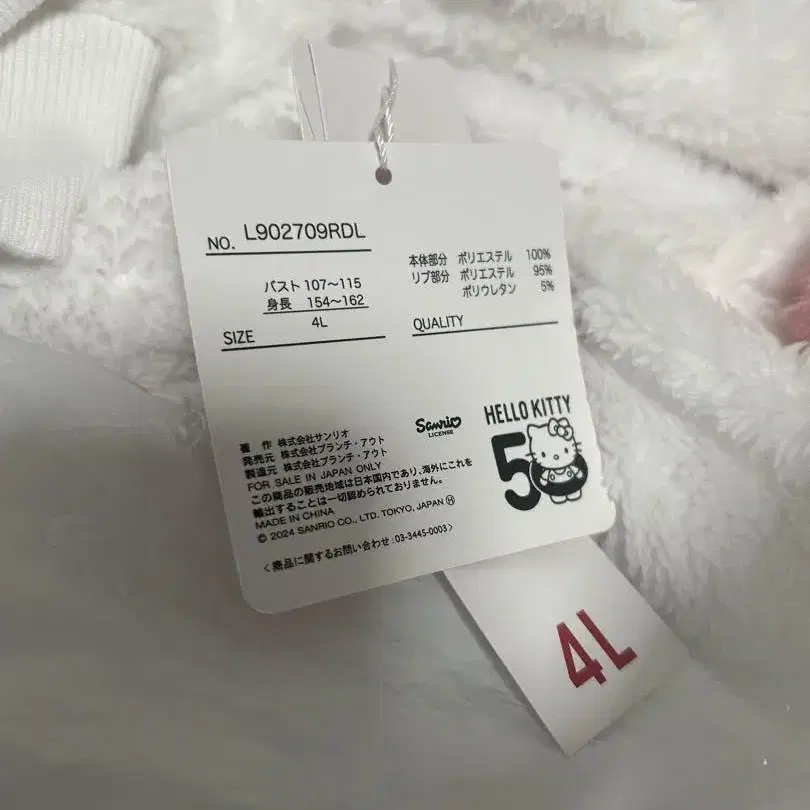 NO. L902709RDL
バスト 107～115
身長 154～162
SIZE 4L
本体部分 ポリエステル 100%
リブ部分 ポリエステル 95%
ポリウレタン 5%
QUALITY
著 作 株式会社サンリオ
発売元 株式会社ブランチ・アウト
製造元 株式会社ブランチ・アウト
FOR SALE IN JAPAN ONLY
この商品の販売地域は日本国内であり、海外にこれを
輸出することは一切認められておりません。
MADE IN CHINA
© 2024 SANRIO CO., LTD. TOKYO, JAPAN Ⓗ
〈商品に関するお問い合わせ:03-3445-0003〉
Sanrio
LICENSE
HELLO KITTY
50
4L